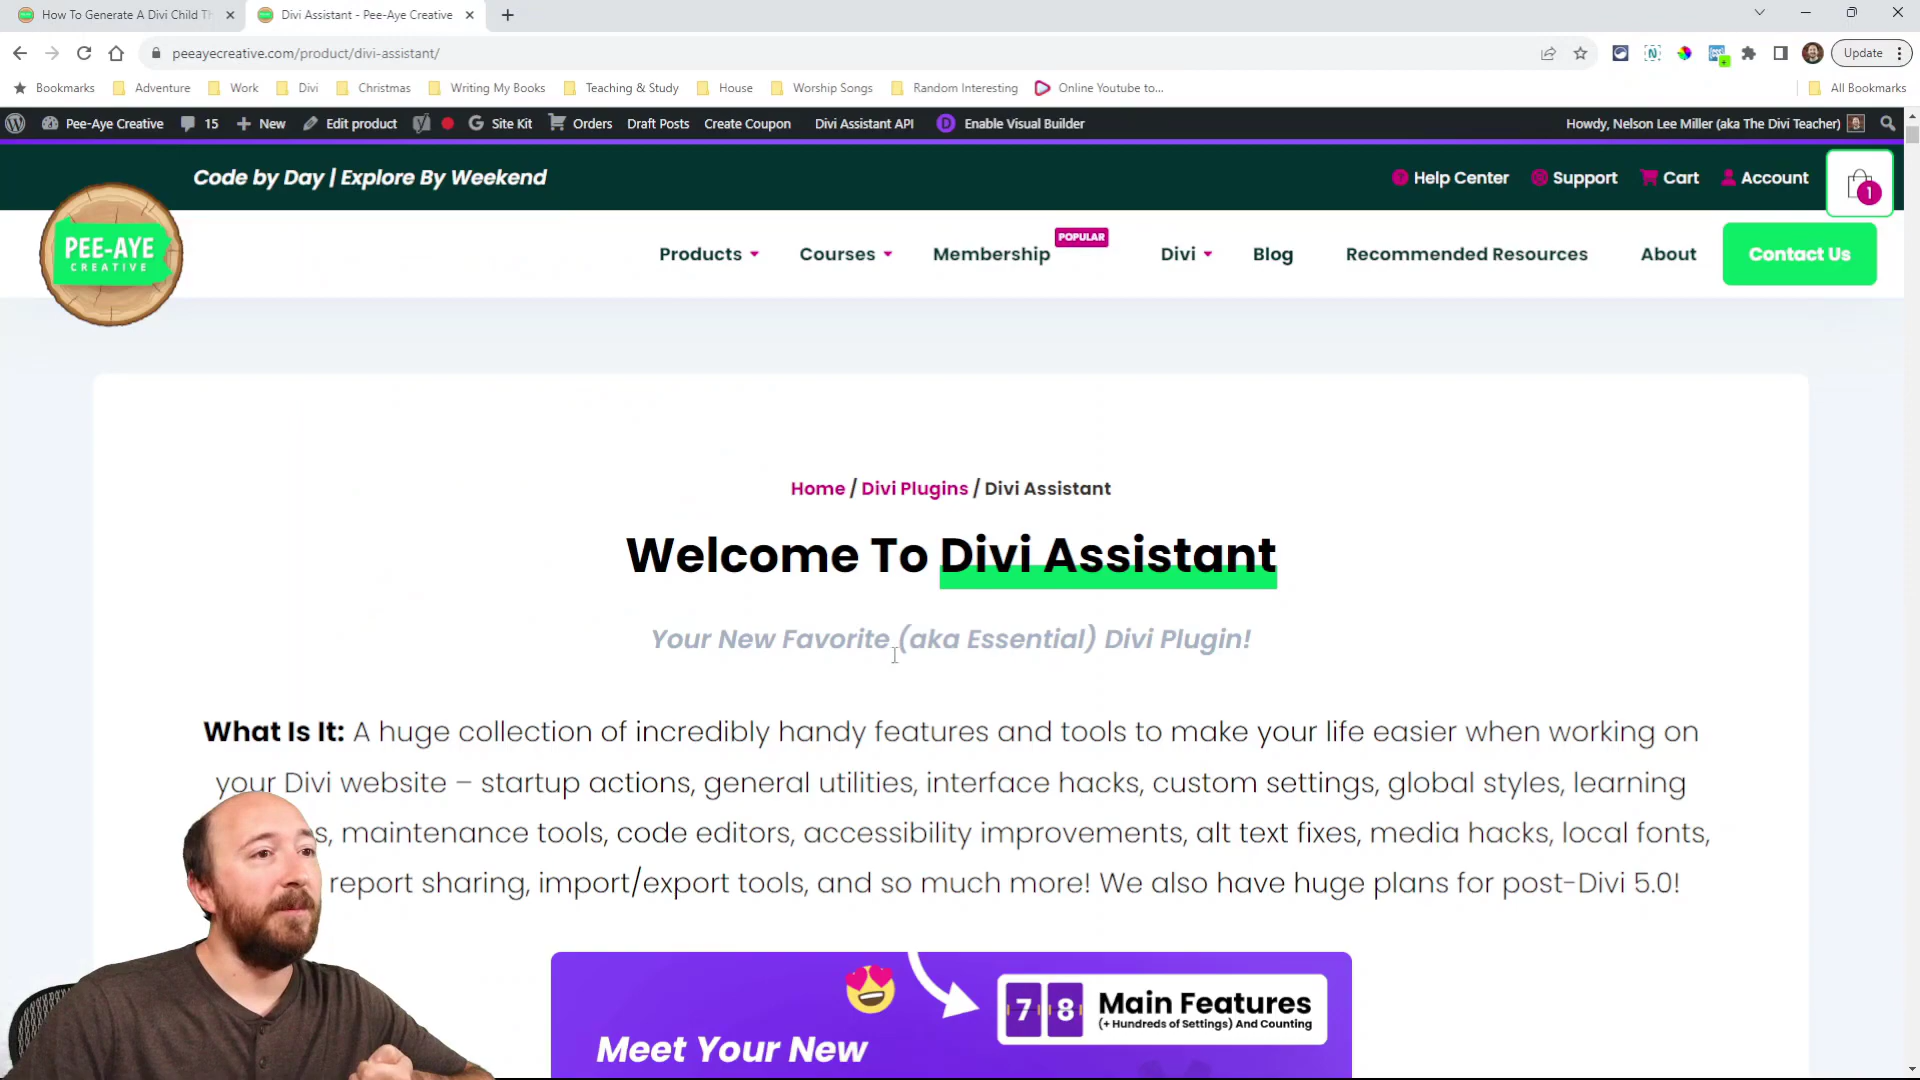 How To Generate A Divi Child Th
Divi Assistant - Pee-Aye Creative
peeayecreative.com/product/divi-assistant/
Update
Bookmarks
Adventure
Work
Divi
Christmas
Writing My Books
Teaching & Study
House
Worship Songs
Random Interesting
Online Youtube to...
All Bookmarks
Pee-Aye Creative
15
New
Edit product
Site Kit
Orders
Draft Posts
Create Coupon
Divi Assistant API
D
Enable Visual Builder
Howdy, Nelson Lee Miller (aka The Divi Teacher)
Code by Day | Explore By Weekend
Help Center
Support
Cart
Account
1
PEE-AYE
CREATIVE
Products
Courses
Membership
POPULAR
Divi
Blog
Recommended Resources
About
Contact Us
Home / Divi Plugins / Divi Assistant
Welcome To Divi Assistant
Your New Favorite (aka Essential) Divi Plugin!
What Is It: A huge collection of incredibly handy features and tools to make your life easier when working on
your Divi website – startup actions, general utilities, interface hacks, custom settings, global styles, learning
s, maintenance tools, code editors, accessibility improvements, alt text fixes, media hacks, local fonts,
report sharing, import/export tools, and so much more! We also have huge plans for post-Divi 5.0!
7 8 Main Features
(+ Hundreds of Settings) And Counting
Meet Your New